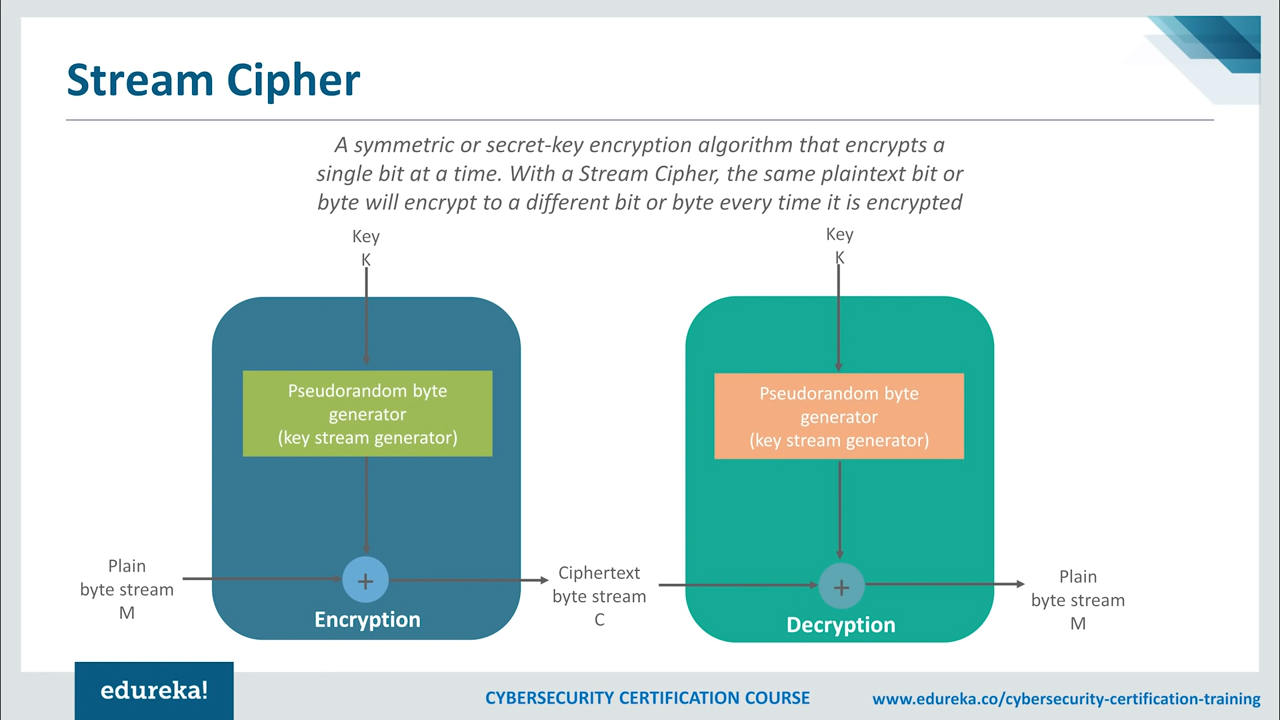 Stream Cipher
A symmetric or secret-key encryption algorithm that encrypts a
single bit at a time. With a Stream Cipher, the same plaintext bit or
byte will encrypt to a different bit or byte every time it is encrypted
Key
K
Key
K
Pseudorandom byte
generator
(key stream generator)
Pseudorandom byte
generator
(key stream generator)
Plain
byte stream
M
+
Encryption
Ciphertext
byte stream
C
+
Decryption
Plain
byte stream
M
edureka!
CYBERSECURITY CERTIFICATION COURSE
www.edureka.co/cybersecurity-certification-training